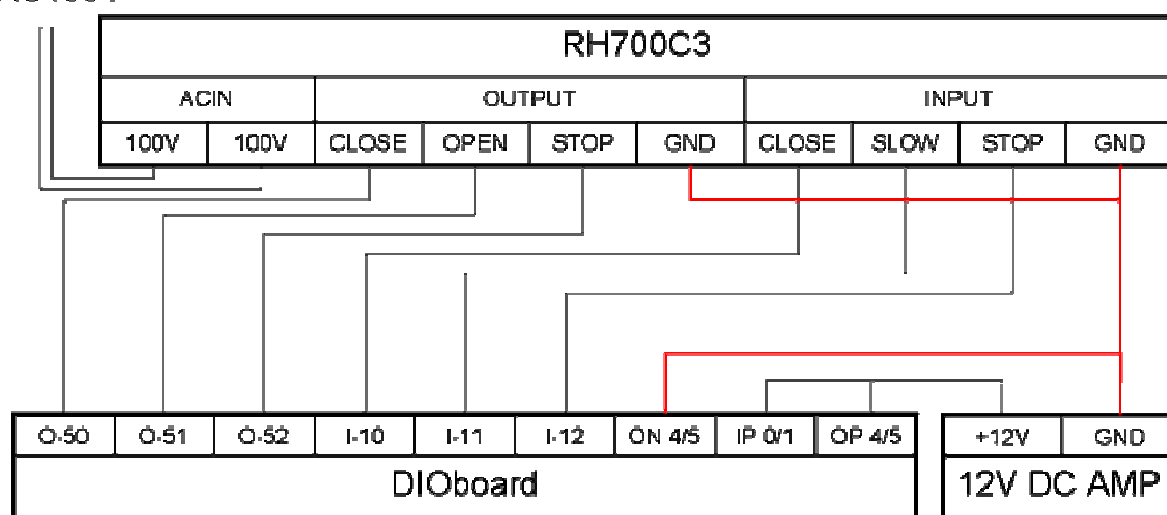 RH700C3
ACIN OUTPUT INPUT
100V 100V CLOSE OPEN STOP GND CLOSE SLOW STOP GND
O-50 O-51 O-52 I-10 I-11 I-12 ON 4/5 IP 0/1 OP 4/5 +12V GND
DIOboard 12V DC AMP